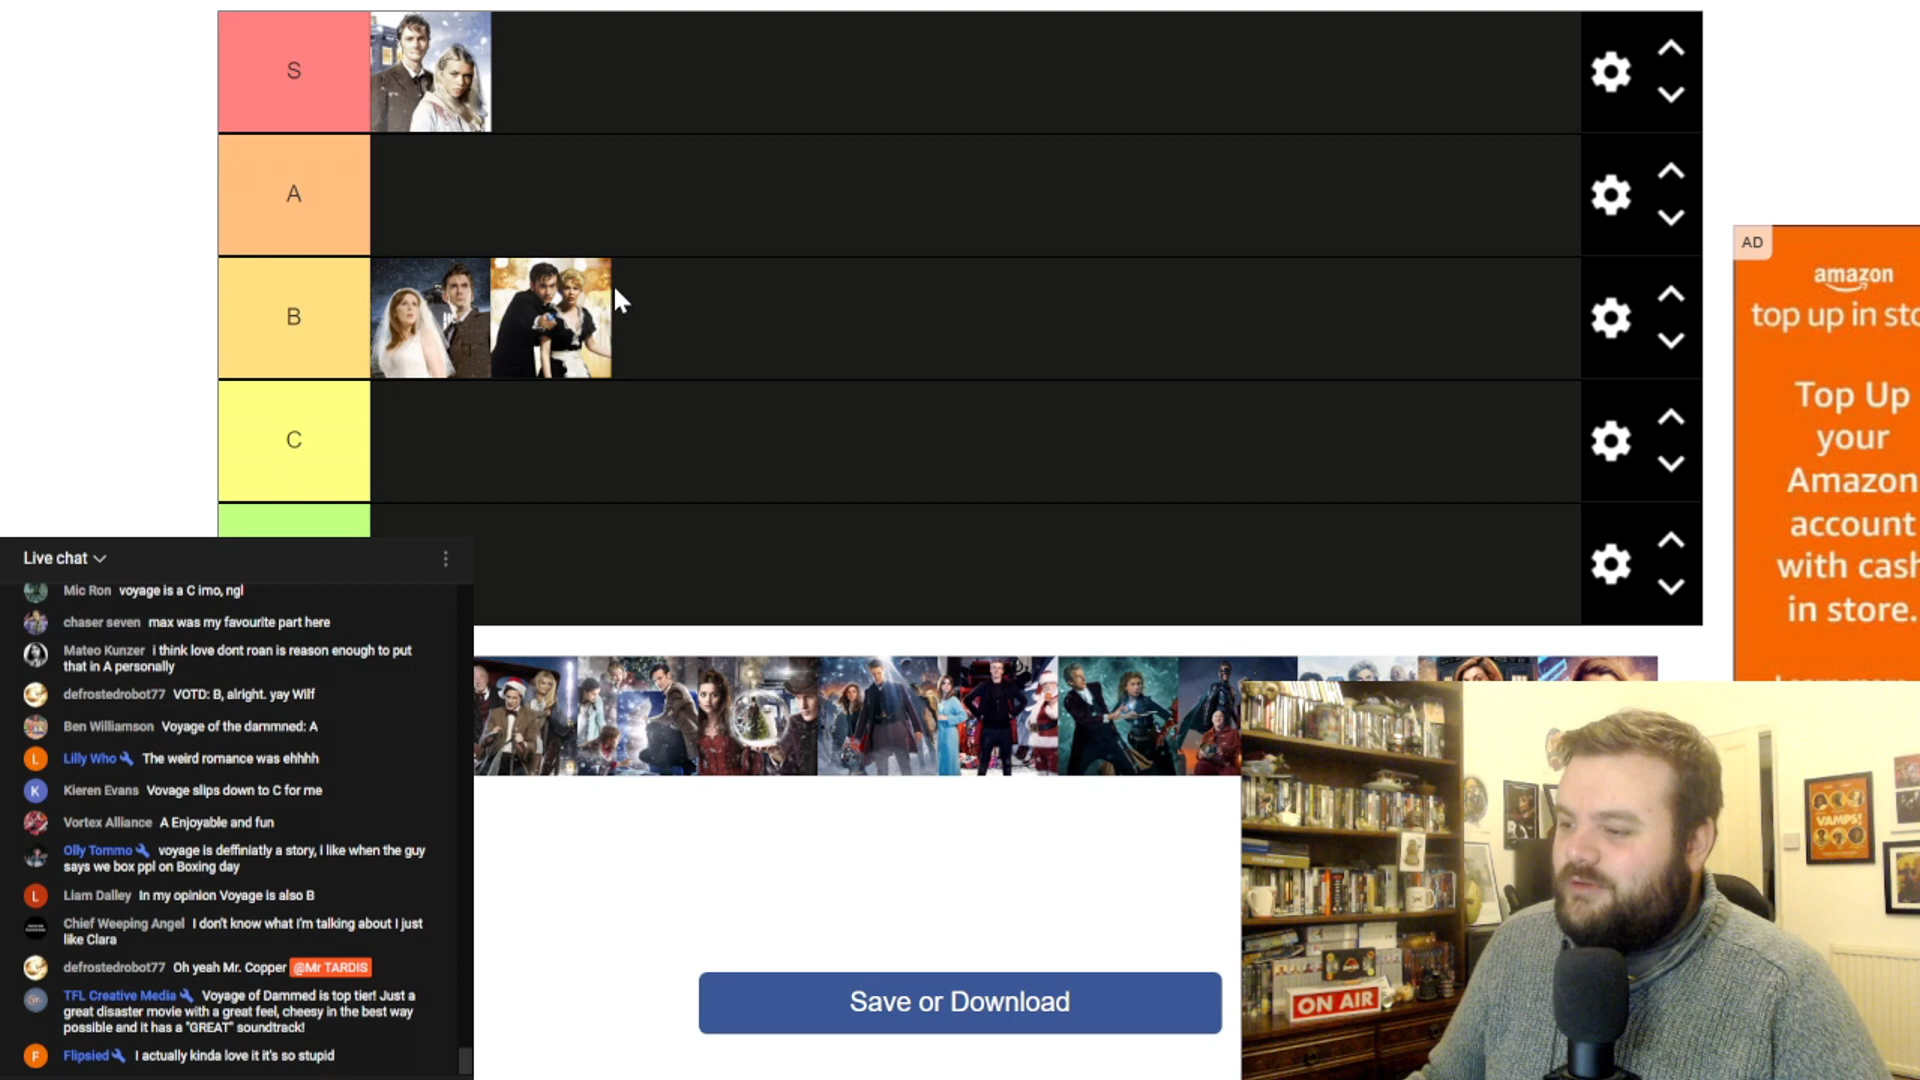 S
A
B
C
AD
amazon
top up in sto
Top Up
your
Amazon
account
with cash
in store.
Live chat
Mic Ron voyage is a C imo, ngl
chaser seven max was my favourite part here
Mateo Kunzer i think love dont roan is reason enough to put
that in A personally
defrostedrobot77 VOTD: B, alright. yay Wilf
Ben Williamson Voyage of the dammned: A
Lilly Who The weird romance was ehhhh
Kieren Evans Vovage slips down to C for me
Vortex Alliance A Enjoyable and fun
Olly Tommo voyage is deffiniatly a story, i like when the guy
says we box ppl on Boxing day
Liam Dalley In my opinion Voyage is also B
Chief Weeping Angel I don't know what I'm talking about I just
like Clara
defrostedrobot77 Oh yeah Mr. Copper @Mr TARDIS
TFL Creative Media Voyage of Dammed is top tier! Just a
great disaster movie with a great feel, cheesy in the best way
possible and it has a "GREAT" soundtrack!
Flipsied I actually kinda love it it's so stupid
L
K
L
F
Save or Download
VAMPS!
ON AIR